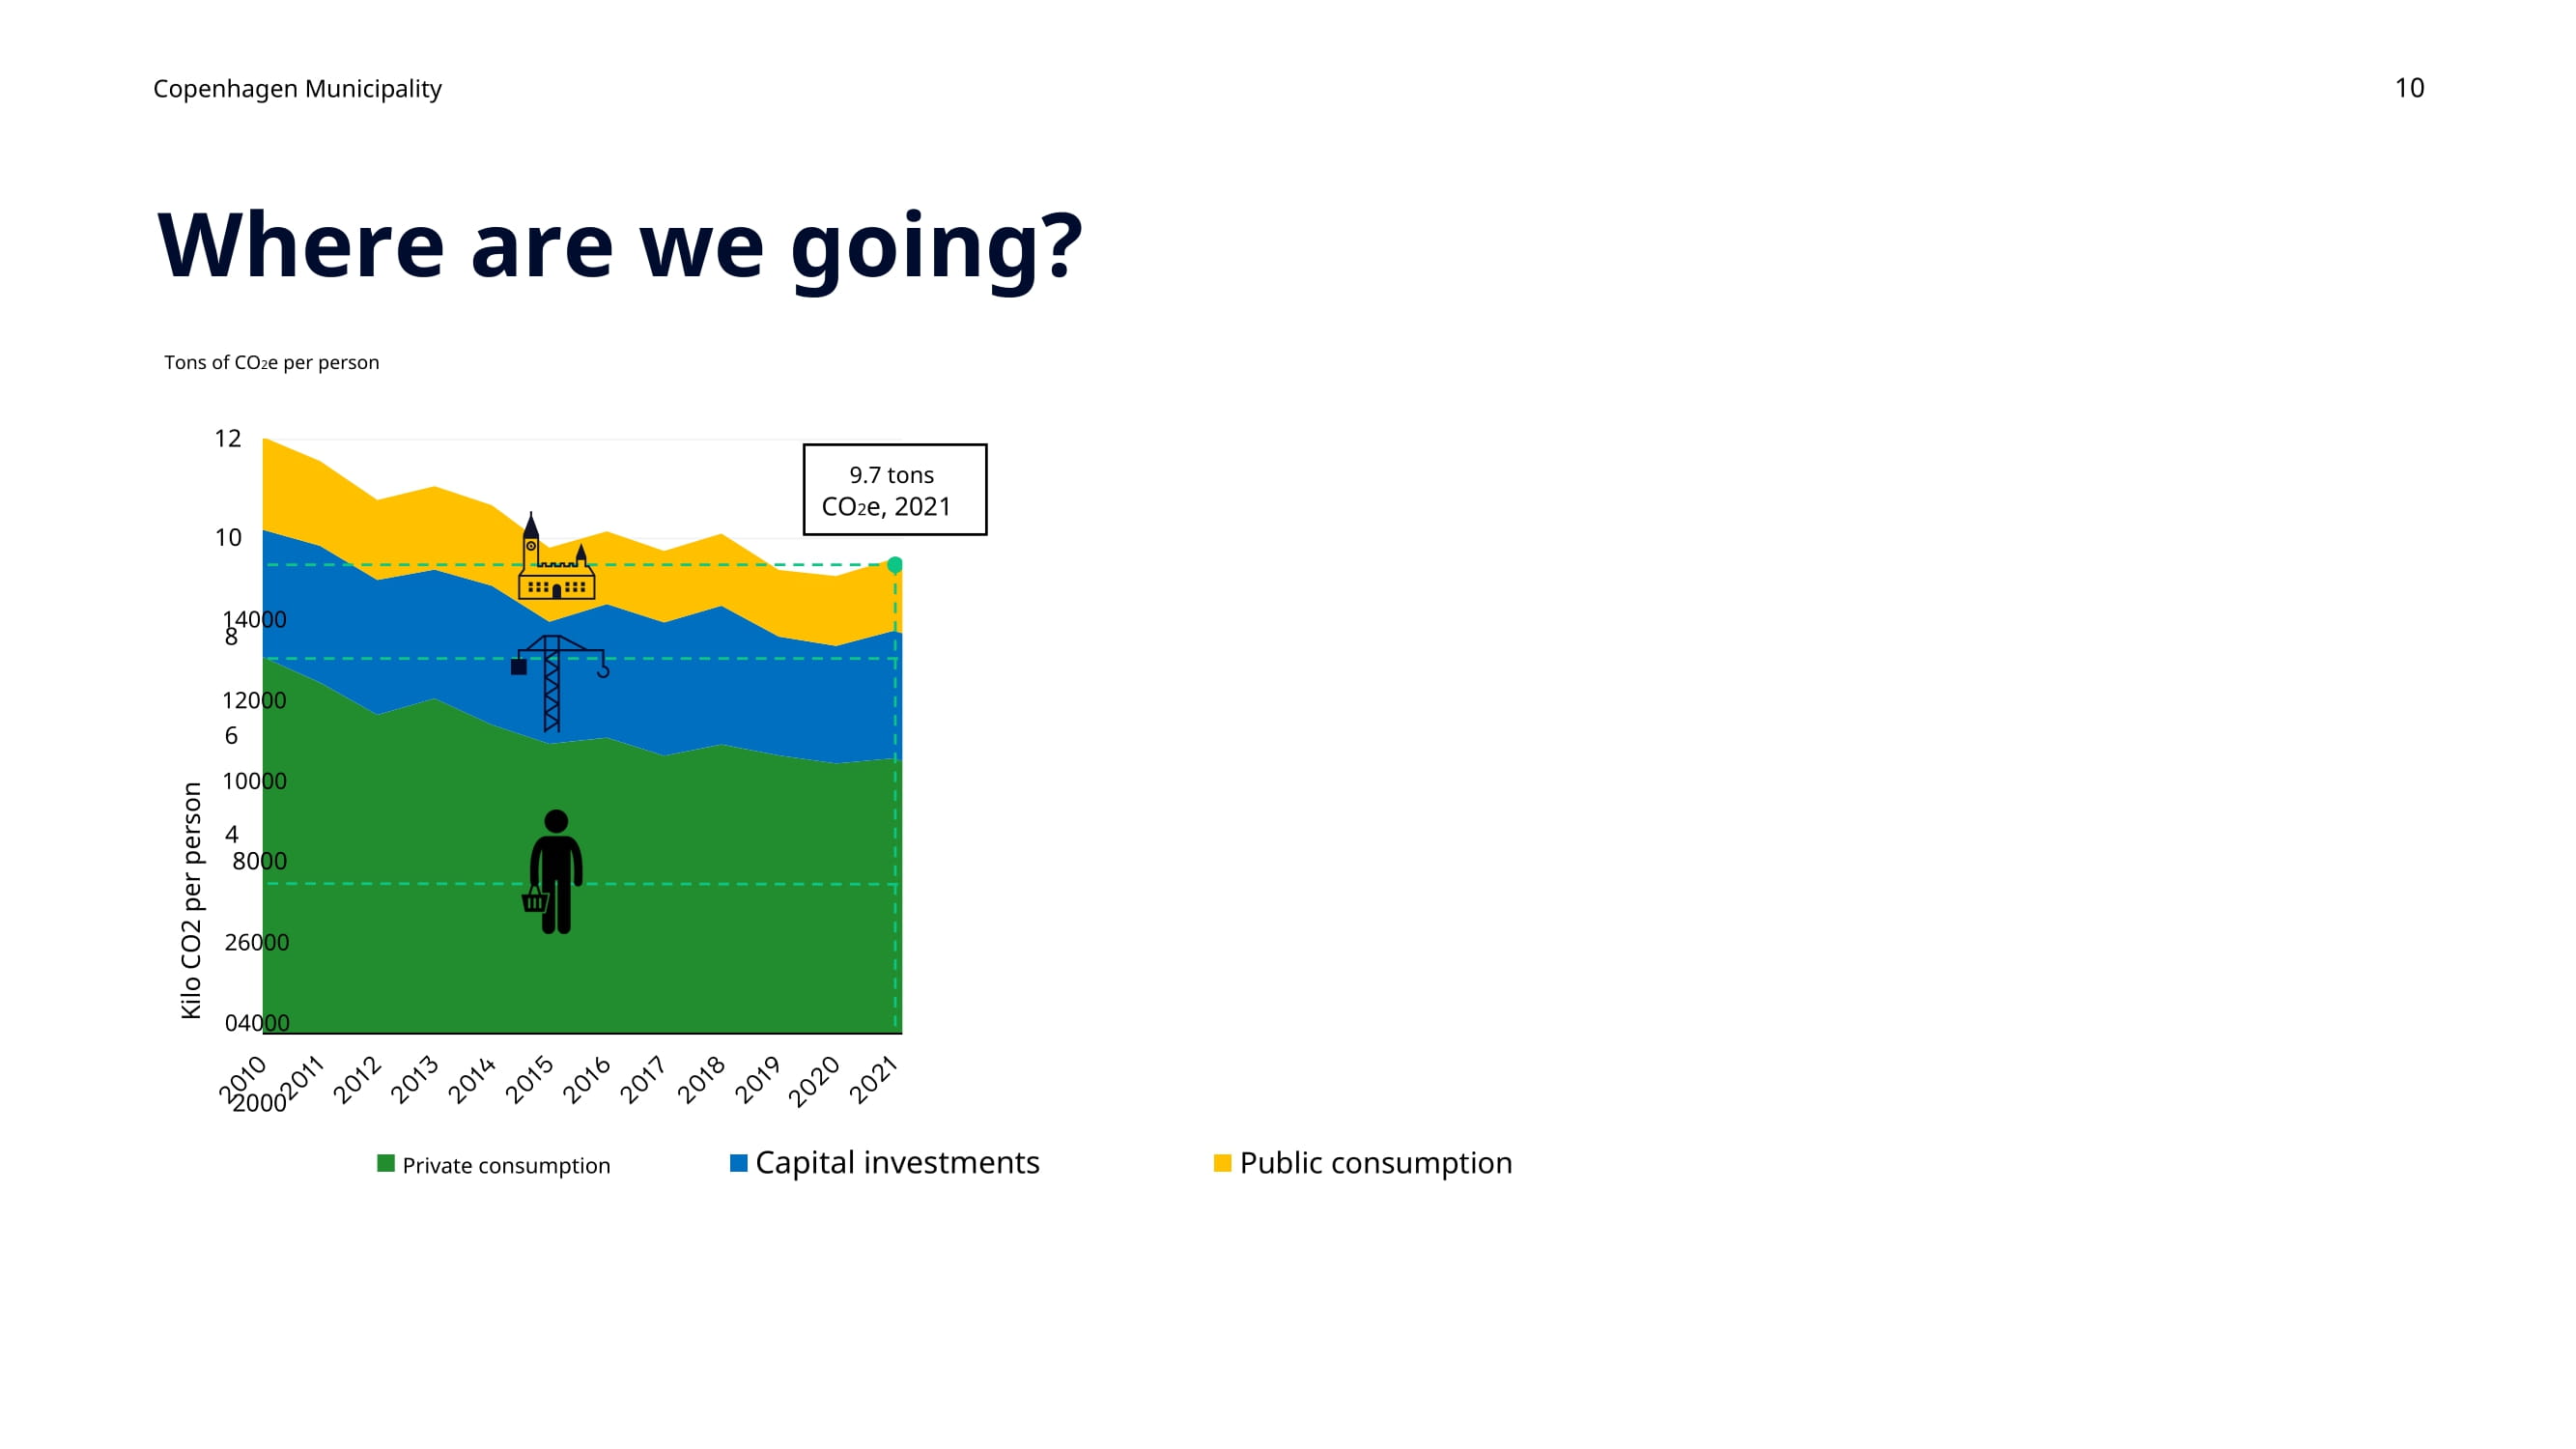 Copenhagen Municipality
10
Where are we going?
Tons of CO₂e per person
12
9.7 tons
CO₂e, 2021
10
14000
8
12000
6
10000
4
8000
26000
04000
Kilo CO2 per person
2010 2011 2012 2013 2014 2015 2016 2017 2018 2019 2020 2021
2000
Private consumption Capital investments Public consumption